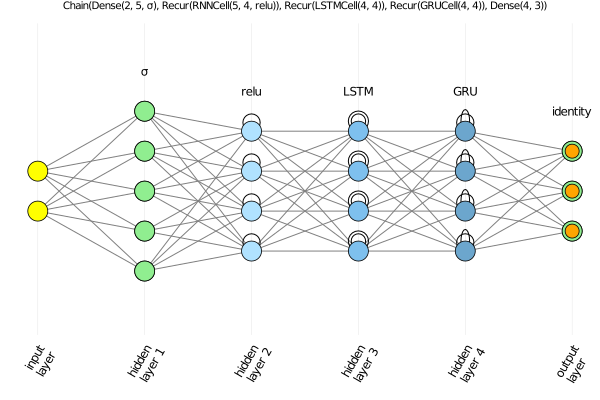 Chain(Dense(2, 5, σ), Recur(RNNCell(5, 4, relu)), Recur(LSTMCell(4, 4)), Recur(GRUCell(4, 4)), Dense(4, 3))
σ
relu
LSTM
GRU
identity
input
layer
hidden
layer 1
hidden
layer 2
hidden
layer 3
hidden
layer 4
output
layer